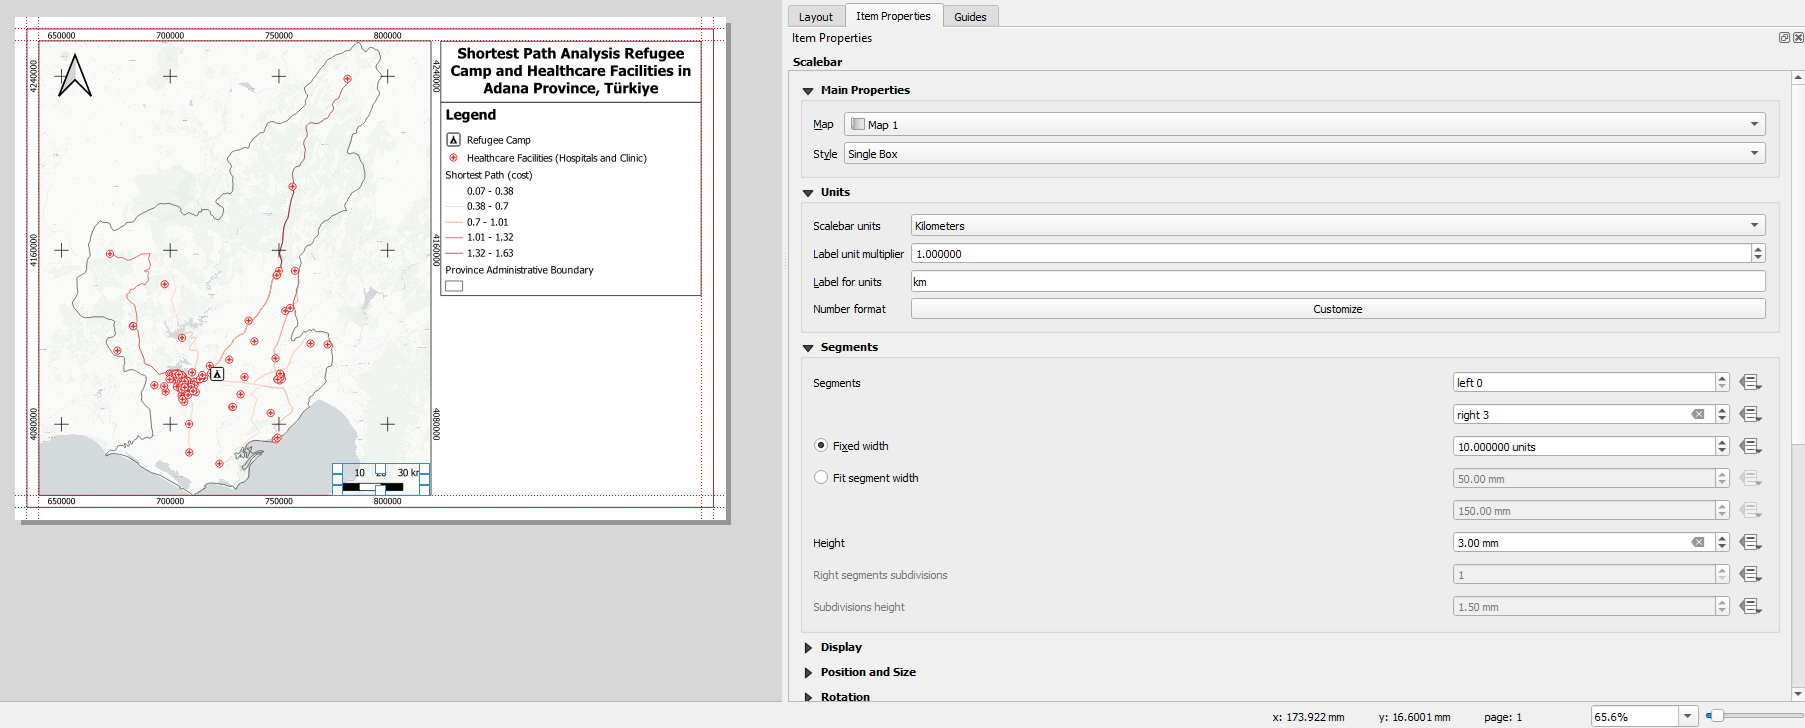 650000 700000 750000 800000
4240000
4160000
4080000
4240000
4160000
4080000
10 30 km
650000 700000 750000 800000
Shortest Path Analysis Refugee
Camp and Healthcare Facilities in
Adana Province, Türkiye
Legend
Refugee Camp
Healthcare Facilities (Hospitals and Clinic)
Shortest Path (cost)
0.07 - 0.38
0.38 - 0.7
0.7 - 1.01
1.01 - 1.32
1.32 - 1.63
Province Administrative Boundary
Layout Item Properties Guides
Item Properties
Scalebar
Main Properties
Map Map 1
Style Single Box
Units
Scalebar units Kilometers
Label unit multiplier 1.000000
Label for units km
Number format Customize
Segments
Segments left 0
right 3
Fixed width 10.000000 units
Fit segment width 50.00 mm
150.00 mm
Height 3.00 mm
Right segments subdivisions 1
Subdivisions height 1.50 mm
Display
Position and Size
Rotation
x: 173.922 mm y: 16.6001 mm page: 1 65.6%